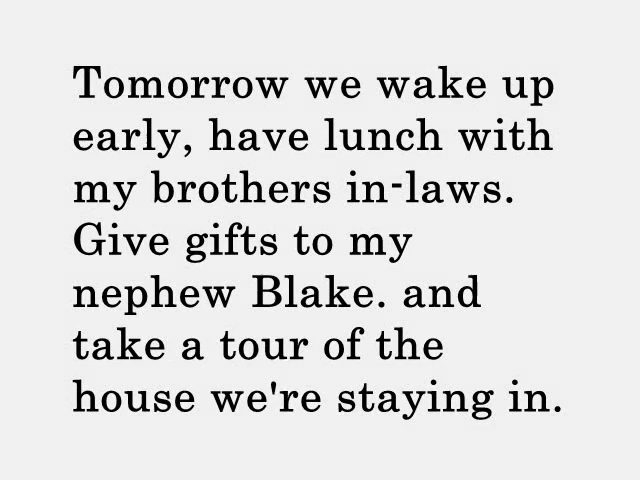 Tomorrow we wake up
early, have lunch with
my brothers in-laws.
Give gifts to my
nephew Blake. and
take a tour of the
house we're staying in.